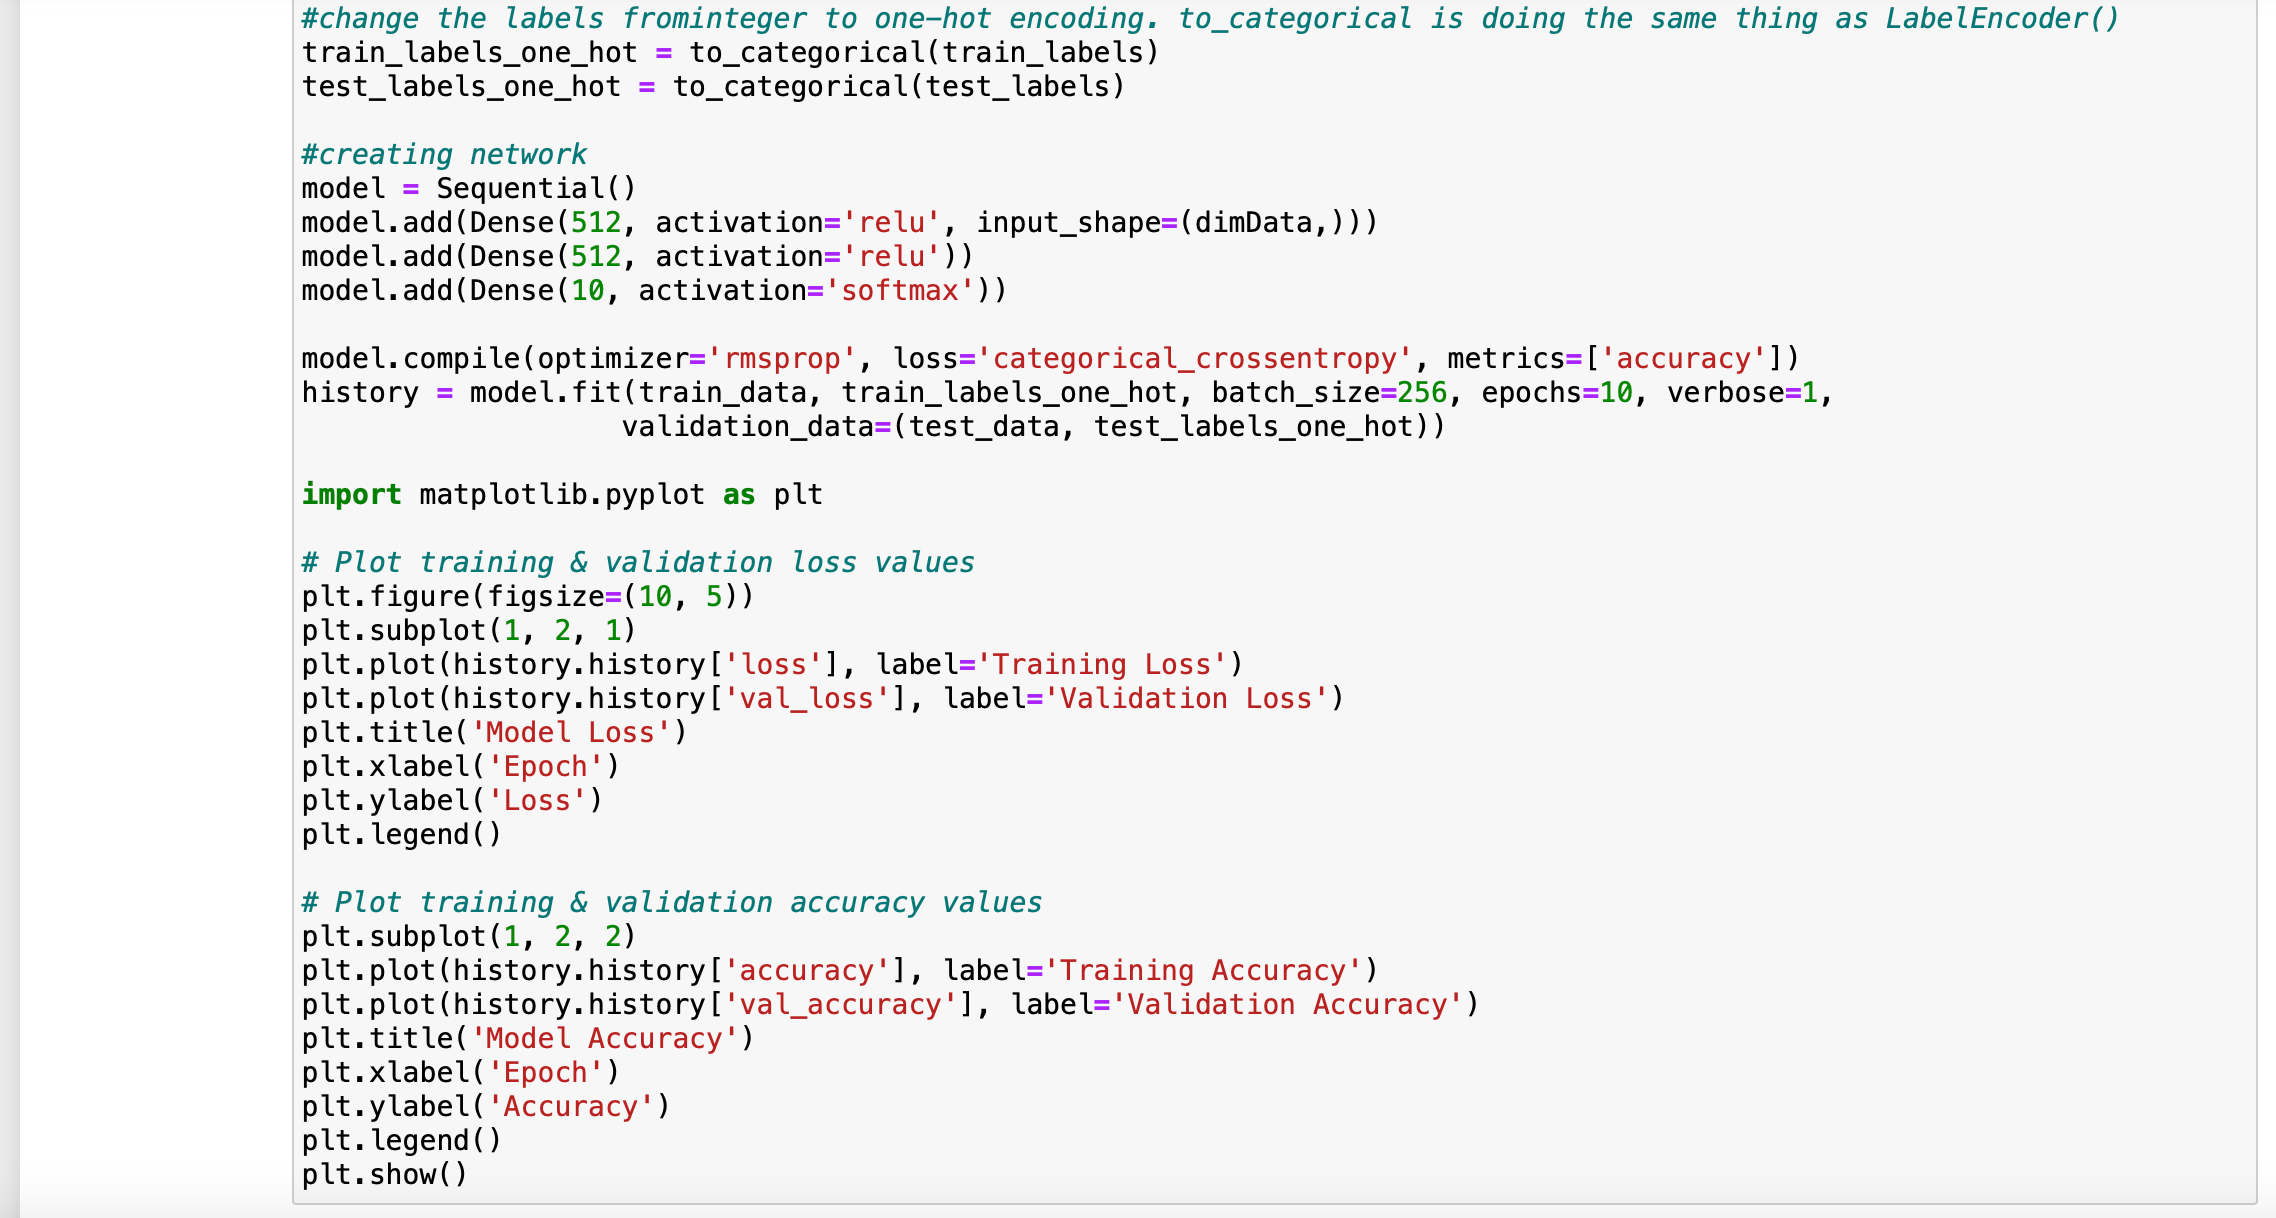 #change the labels frominteger to one-hot encoding. to_categorical is doing the same thing as LabelEncoder()
train_labels_one_hot = to_categorical(train_labels)
test_labels_one_hot = to_categorical(test_labels)
#creating network
model = Sequential()
model.add(Dense(512, activation='relu', input_shape=(dimData,)))
model.add(Dense(512, activation='relu'))
model.add(Dense(10, activation='softmax'))
model.compile(optimizer='rmsprop', loss='categorical_crossentropy', metrics=['accuracy'])
history = model.fit(train_data, train_labels_one_hot, batch_size=256, epochs=10, verbose=1,
validation_data=(test_data, test_labels_one_hot))
import matplotlib.pyplot as plt
# Plot training & validation loss values
plt.figure(figsize=(10, 5))
plt.subplot(1, 2, 1)
plt.plot(history.history['loss'], label='Training Loss')
plt.plot(history.history['val_loss'], label='Validation Loss')
plt.title('Model Loss')
plt.xlabel('Epoch')
plt.ylabel('Loss')
plt.legend()
# Plot training & validation accuracy values
plt.subplot(1, 2, 2)
plt.plot(history.history['accuracy'], label='Training Accuracy')
plt.plot(history.history['val_accuracy'], label='Validation Accuracy')
plt.title('Model Accuracy')
plt.xlabel('Epoch')
plt.ylabel('Accuracy')
plt.legend()
plt.show()